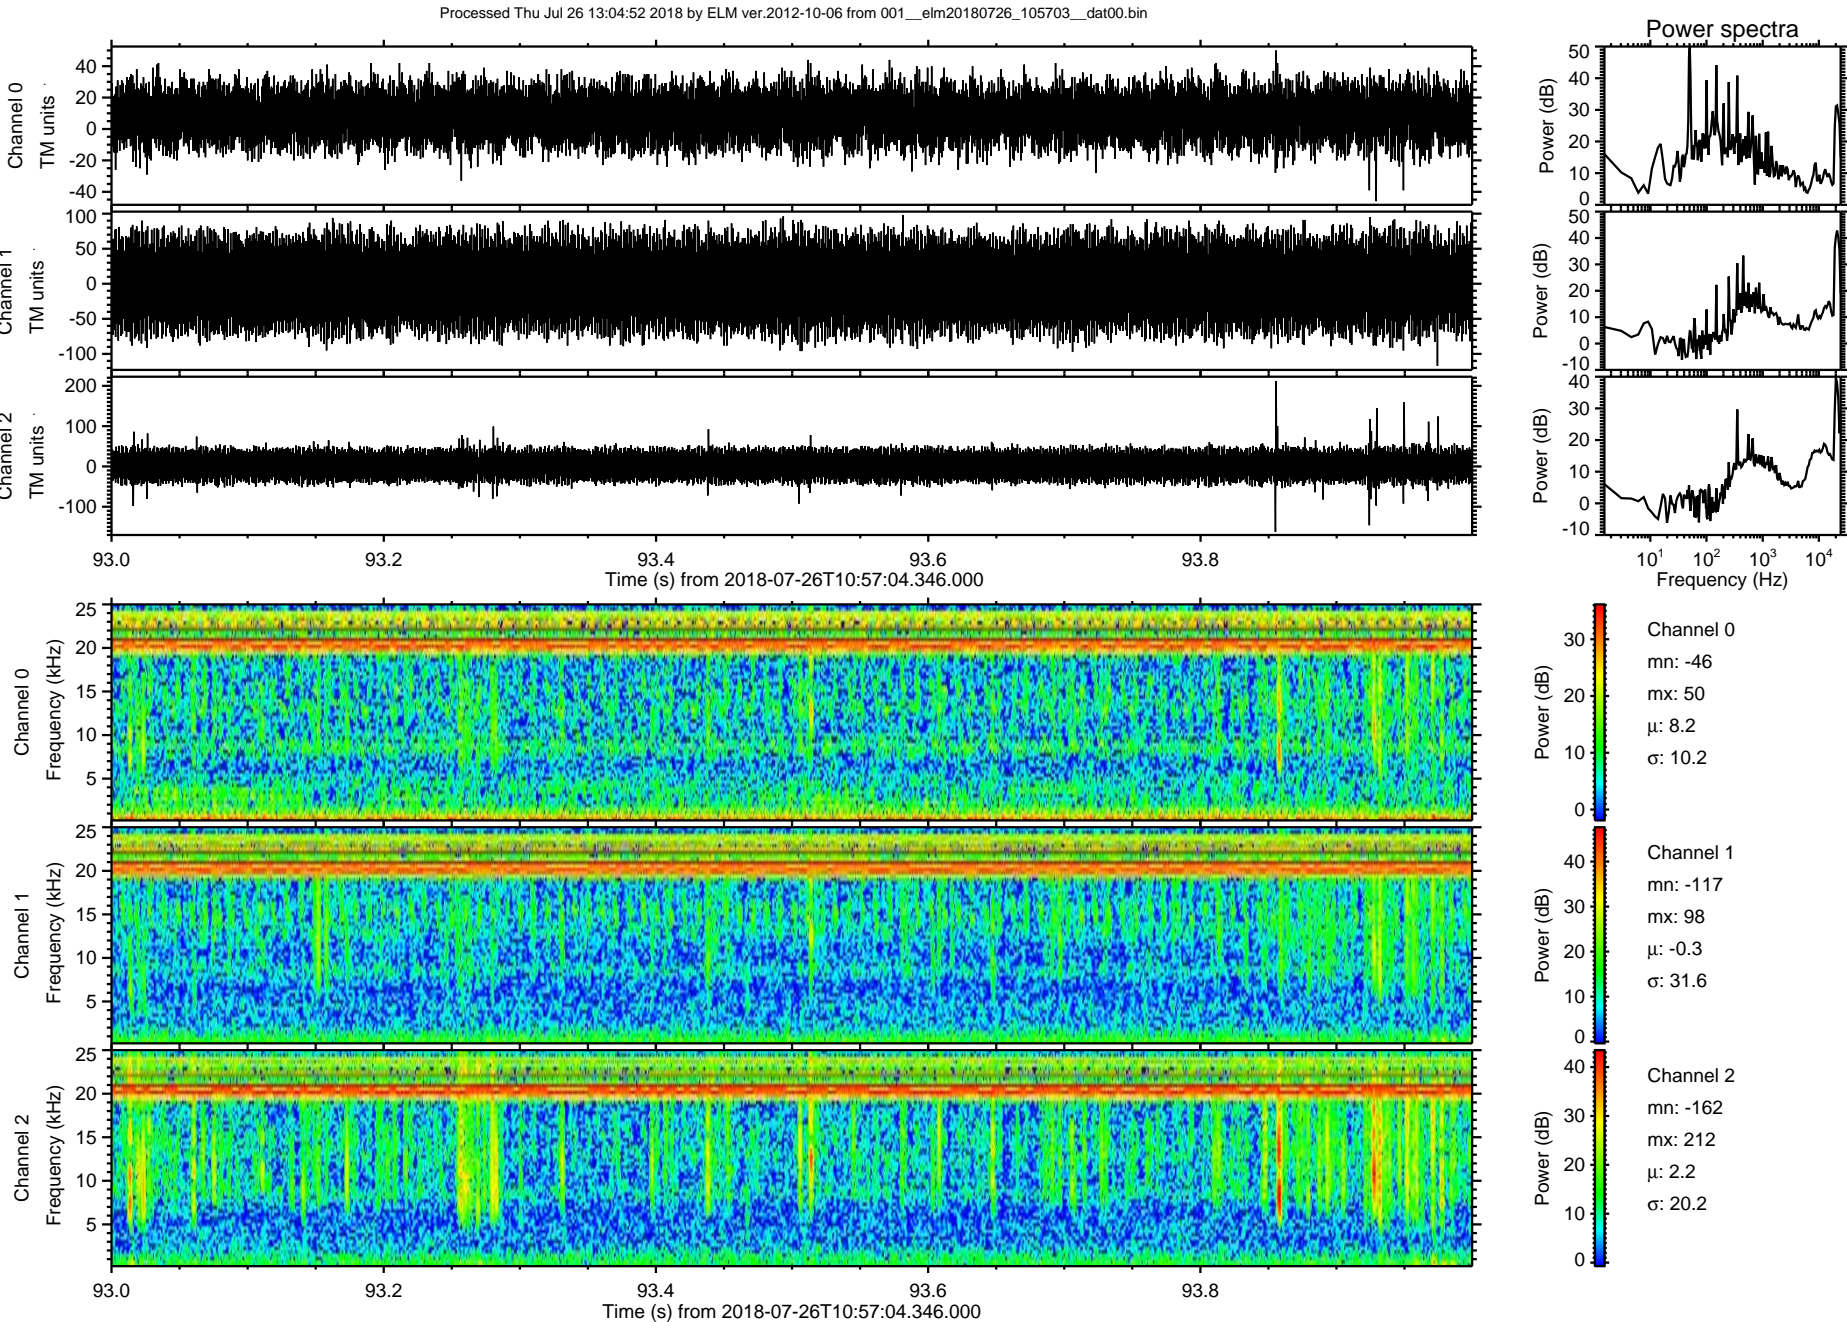 Processed Thu Jul 26 13:04:52 2018 by ELM ver.2012-10-06 from 001__elm20180726_105703__dat00.bin
Power spectra
Channel 0
TM units
40
20
0
-20
-40
Power (dB)
50
40
30
20
10
0
Channel 1
TM units
100
50
0
-50
-100
Power (dB)
50
40
30
20
10
0
-10
Channel 2
TM units
200
100
0
-100
Power (dB)
40
30
20
10
0
-10
93.0 93.2 93.4 93.6 93.8
Time (s) from 2018-07-26T10:57:04.346.000
10¹ 10² 10³ 10⁴
Frequency (Hz)
Channel 0
Frequency (kHz)
25
20
15
10
5
Power (dB)
30
20
10
0
Channel 0
mn: -46
mx: 50
μ: 8.2
σ: 10.2
Channel 1
Frequency (kHz)
25
20
15
10
5
Power (dB)
40
30
20
10
0
Channel 1
mn: -117
mx: 98
μ: -0.3
σ: 31.6
Channel 2
Frequency (kHz)
25
20
15
10
5
Power (dB)
40
30
20
10
0
Channel 2
mn: -162
mx: 212
μ: 2.2
σ: 20.2
93.0 93.2 93.4 93.6 93.8
Time (s) from 2018-07-26T10:57:04.346.000